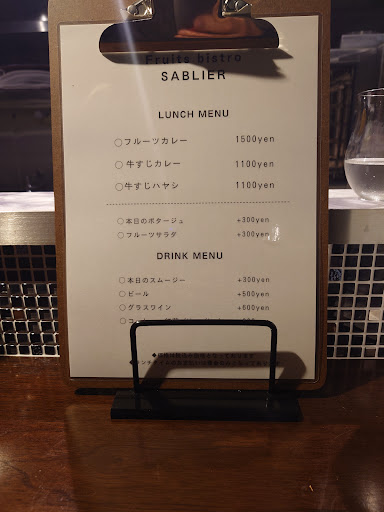 Fruits bistro
SABLIER
LUNCH MENU
○フルーツカレー 1500yen
○牛すじカレー 1100yen
○牛すじハヤシ 1100yen
○本日のポタージュ +300yen
○フルーツサラダ +300yen
DRINK MENU
○本日のスムージー +300yen
○ビール +500yen
○グラスワイン +600yen